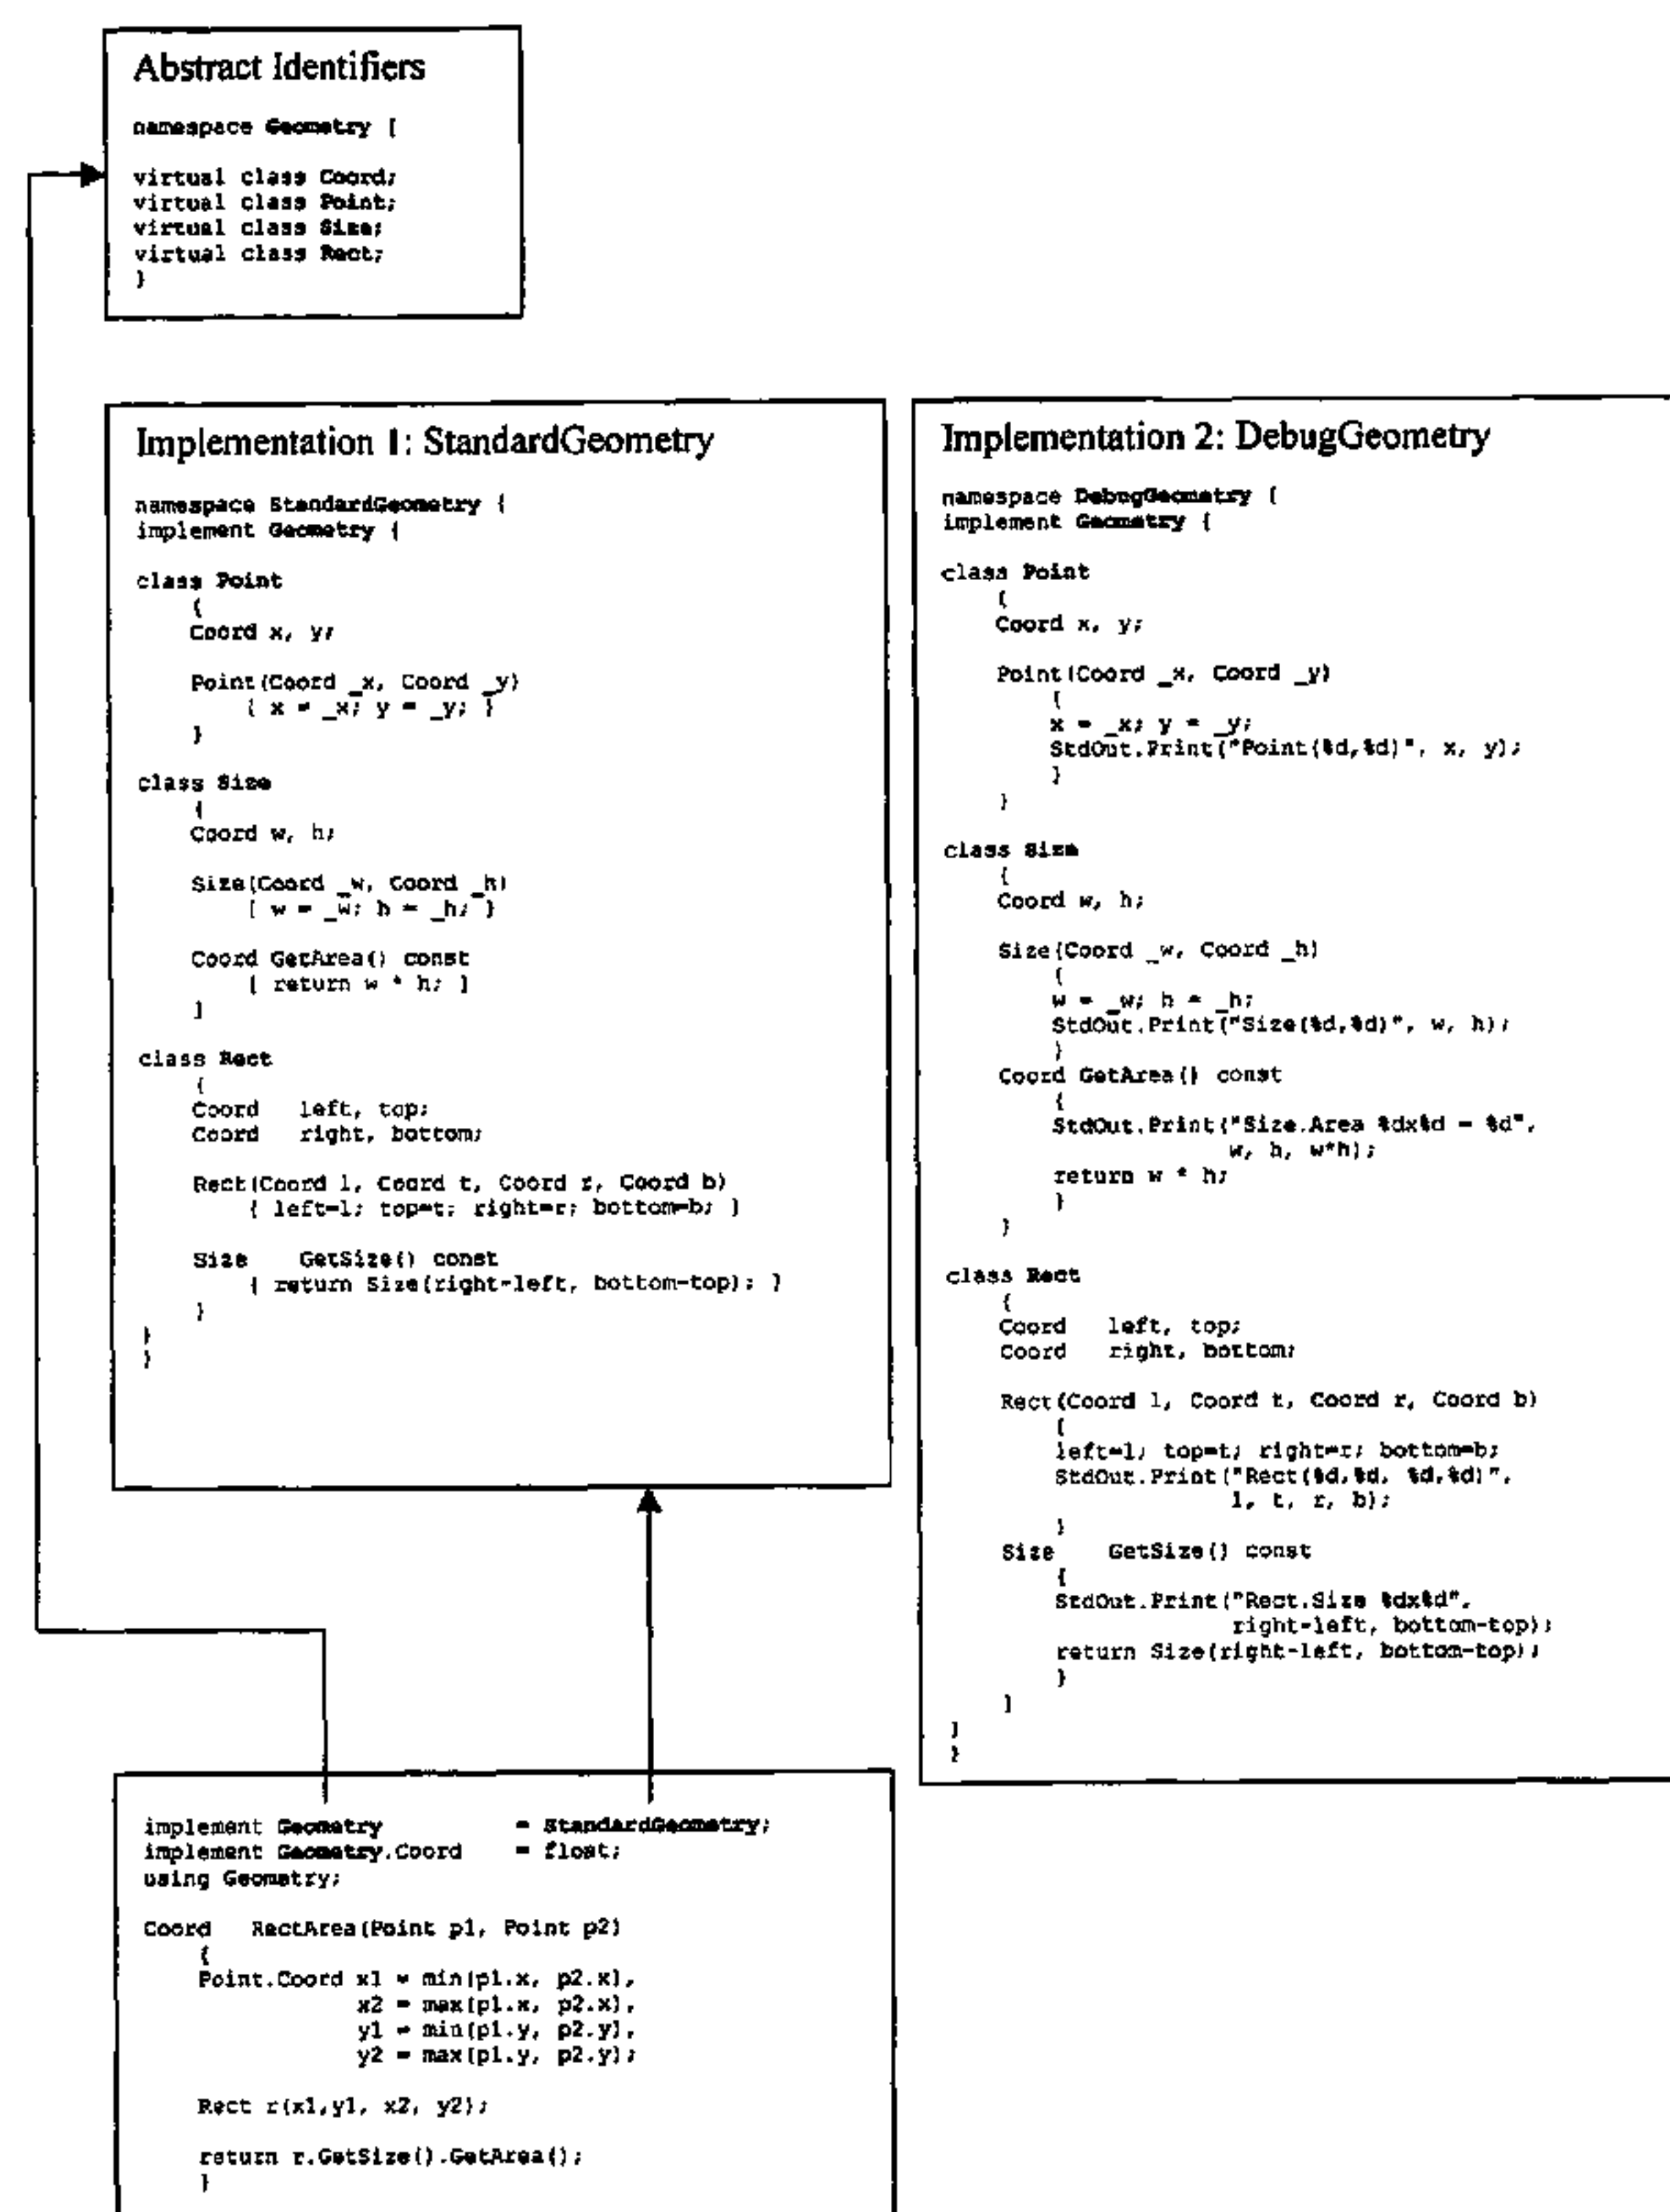 Abstract Identifiers
namespace Geometry {
virtual class Coord;
virtual class Point;
virtual class Size;
virtual class Rect;
}
Implementation 1: StandardGeometry
namespace StandardGeometry {
implement Geometry {
class Point
{
Coord x, y;
Point(Coord _x, Coord _y)
{ x = _x; y = _y; }
}
class Size
{
Coord w, h;
Size(Coord _w, Coord _h)
{ w = _w; h = _h; }
Coord GetArea() const
{ return w * h; }
}
class Rect
{
Coord left, top;
Coord right, bottom;
Rect(Coord l, Coord t, Coord r, Coord b)
{ left=l; top=t; right=r; bottom=b; }
Size GetSize() const
{ return Size(right-left, bottom-top); }
}
}
}
Implementation 2: DebugGeometry
namespace DebugGeometry {
implement Geometry {
class Point
{
Coord x, y;
Point(Coord _x, Coord _y)
{
x = _x; y = _y;
StdOut.Print("Point(%d,%d)", x, y);
}
}
class Size
{
Coord w, h;
Size(Coord _w, Coord _h)
{
w = _w; h = _h;
StdOut.Print("Size(%d,%d)", w, h);
}
Coord GetArea() const
{
StdOut.Print("Size.Area %dx%d = %d",
w, h, w*h);
return w * h;
}
}
class Rect
{
Coord left, top;
Coord right, bottom;
Rect(Coord l, Coord t, Coord r, Coord b)
{
left=l; top=t; right=r; bottom=b;
StdOut.Print("Rect(%d,%d, %d,%d)",
l, t, r, b);
}
Size GetSize() const
{
StdOut.Print("Rect.Size %dx%d",
right-left, bottom-top);
return Size(right-left, bottom-top);
}
}
}
}
implement Geometry = StandardGeometry;
implement Geometry.Coord = float;
using Geometry;
Coord RectArea(Point p1, Point p2)
{
Point.Coord x1 = min(p1.x, p2.x),
x2 = max(p1.x, p2.x),
y1 = min(p1.y, p2.y),
y2 = max(p1.y, p2.y);
Rect r(x1,y1, x2, y2);
return r.GetSize().GetArea();
}